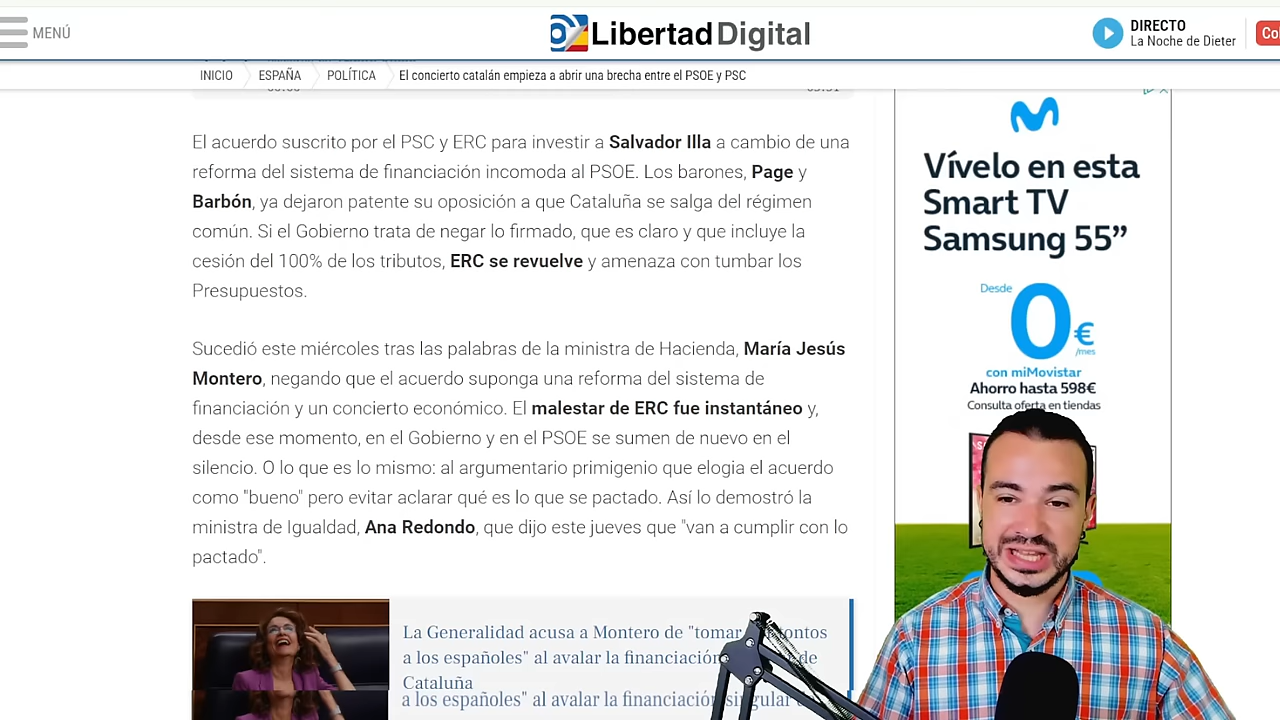 MENÚ
Libertad Digital
DIRECTO
La Noche de Dieter
Co
INICIO
ESPAÑA
POLÍTICA
El concierto catalán empieza a abrir una brecha entre el PSOE y PSC
El acuerdo suscrito por el PSC y ERC para investir a Salvador Illa a cambio de una
reforma del sistema de financiación incomoda al PSOE. Los barones, Page y
Barbón, ya dejaron patente su oposición a que Cataluña se salga del régimen
común. Si el Gobierno trata de negar lo firmado, que es claro y que incluye la
cesión del 100% de los tributos, ERC se revuelve y amenaza con tumbar los
Presupuestos.
Sucedió este miércoles tras las palabras de la ministra de Hacienda, María Jesús
Montero, negando que el acuerdo suponga una reforma del sistema de
financiación y un concierto económico. El malestar de ERC fue instantáneo y,
desde ese momento, en el Gobierno y en el PSOE se sumen de nuevo en el
silencio. O lo que es lo mismo: al argumentario primigenio que elogia el acuerdo
como "bueno" pero evitar aclarar qué es lo que se pactado. Así lo demostró la
ministra de Igualdad, Ana Redondo, que dijo este jueves que "van a cumplir con lo
pactado".
La Generalidad acusa a Montero de "tomar tontos
a los españoles" al avalar la financiación de
Cataluña
a los españoles" al avalar la financiación singular
Vívelo en esta
Smart TV
Samsung 55”
Desde
0€
/mes
con miMovistar
Ahorro hasta 598€
Consulta oferta en tiendas